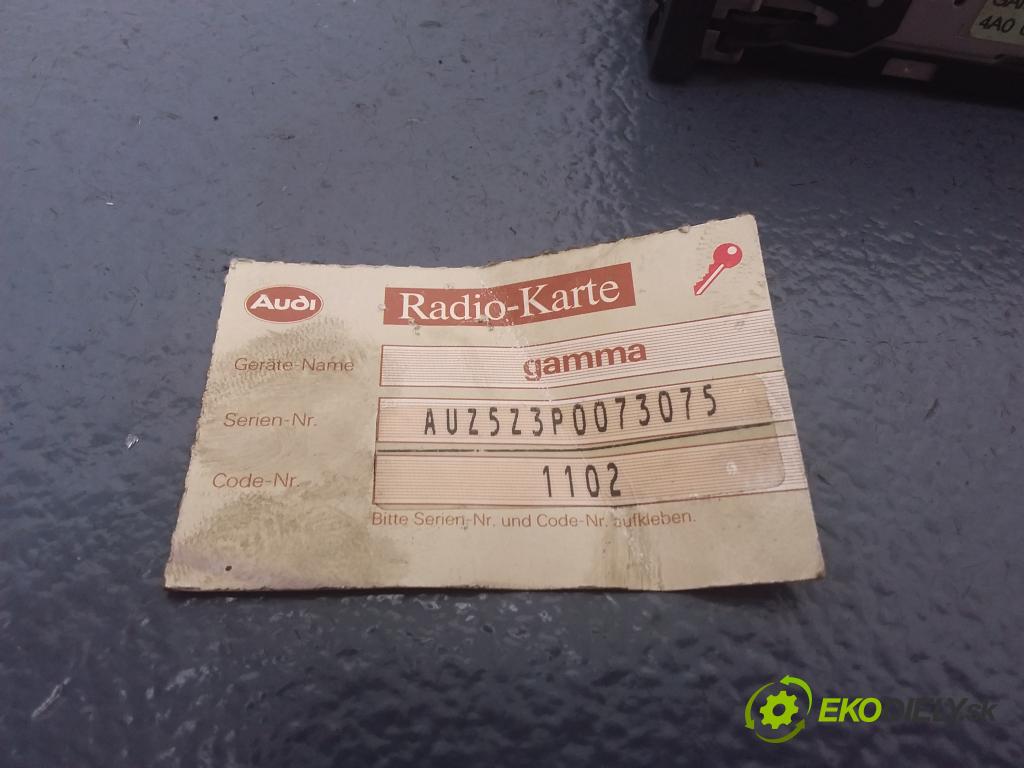 GA
4A0
Audi
Radio-Karte
Geräte-Name gamma
Serien-Nr. AUZ5Z3P0073075
Code-Nr. 1102
Bitte Serien-Nr. und Code-Nr. aufkleben.
EKODIELY.sk